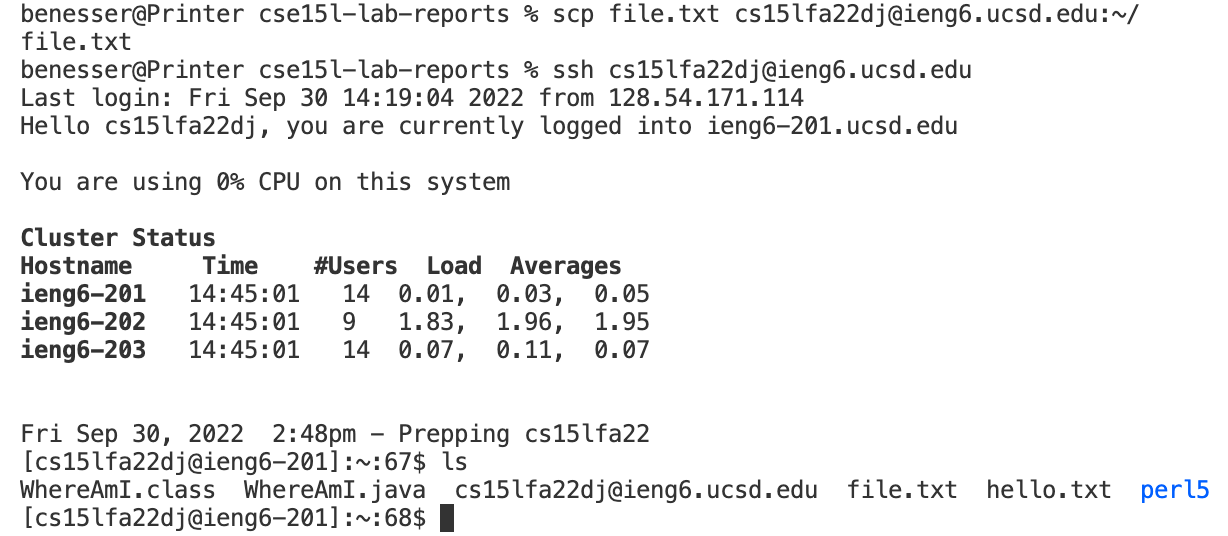 benesser@Printer cse15l-lab-reports % scp file.txt cs15lfa22dj@ieng6.ucsd.edu:~/
file.txt
benesser@Printer cse15l-lab-reports % ssh cs15lfa22dj@ieng6.ucsd.edu
Last login: Fri Sep 30 14:19:04 2022 from 128.54.171.114
Hello cs15lfa22dj, you are currently logged into ieng6-201.ucsd.edu
You are using 0% CPU on this system
Cluster Status
Hostname     Time    #Users  Load  Averages
ieng6-201   14:45:01   14  0.01,  0.03,  0.05
ieng6-202   14:45:01   9   1.83,  1.96,  1.95
ieng6-203   14:45:01   14  0.07,  0.11,  0.07
Fri Sep 30, 2022  2:48pm - Prepping cs15lfa22
[cs15lfa22dj@ieng6-201]:~:67$ ls
WhereAmI.class  WhereAmI.java  cs15lfa22dj@ieng6.ucsd.edu  file.txt  hello.txt  perl5
[cs15lfa22dj@ieng6-201]:~:68$